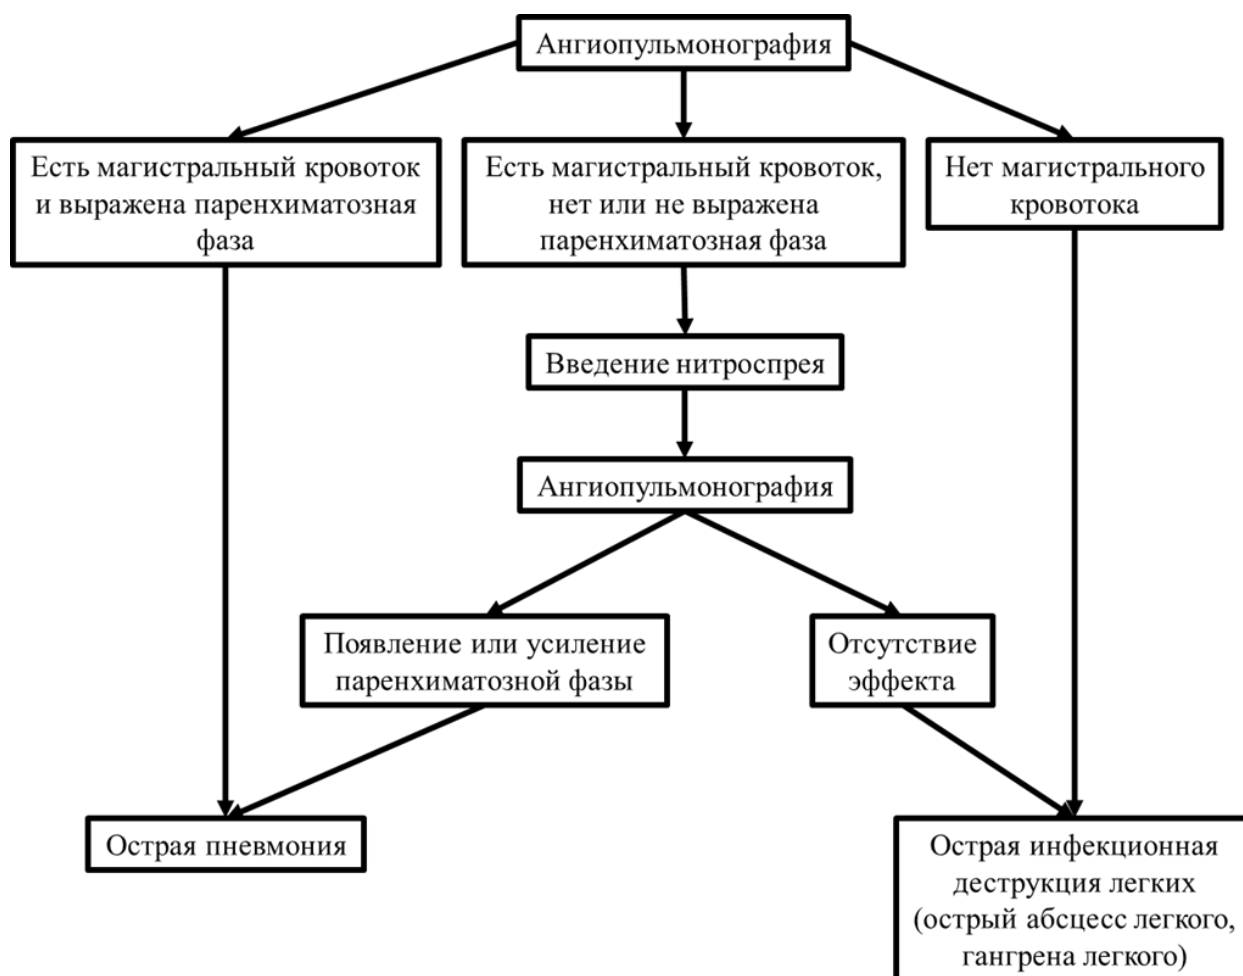 Ангиопульмонография
Есть магистральный кровоток
и выражена паренхиматозная
фаза
Есть магистральный кровоток,
нет или не выражена
паренхиматозная фаза
Нет магистрального
кровотока
Введение нитроспрея
Ангиопульмонография
Появление или усиление
паренхиматозной фазы
Отсутствие
эффекта
Острая пневмония
Острая инфекционная
деструкция легких
(острый абсцесс легкого,
гангрена легкого)